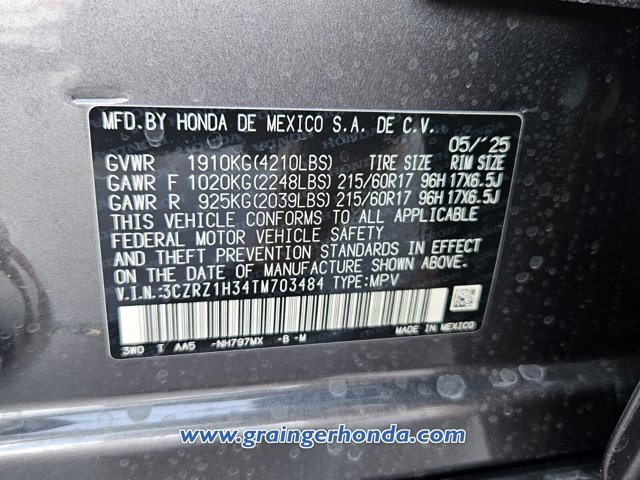 MFD. BY HONDA DE MEXICO S.A. DE C.V.
05/'25
GVWR 1910KG(4210LBS) TIRE SIZE RIM SIZE
GAWR F 1020KG(2248LBS) 215/60R17 96H 17X6.5J
GAWR R 925KG(2039LBS) 215/60R17 96H 17X6.5J
THIS VEHICLE CONFORMS TO ALL APPLICABLE
FEDERAL MOTOR VEHICLE SAFETY
AND THEFT PREVENTION STANDARDS IN EFFECT
ON THE DATE OF MANUFACTURE SHOWN ABOVE.
V.I.N.:3CZRZ1H34TM703484 TYPE:MPV
3W0 T AA5 -NH797MX -B -M MADE IN MEXICO
www.graingerhonda.com